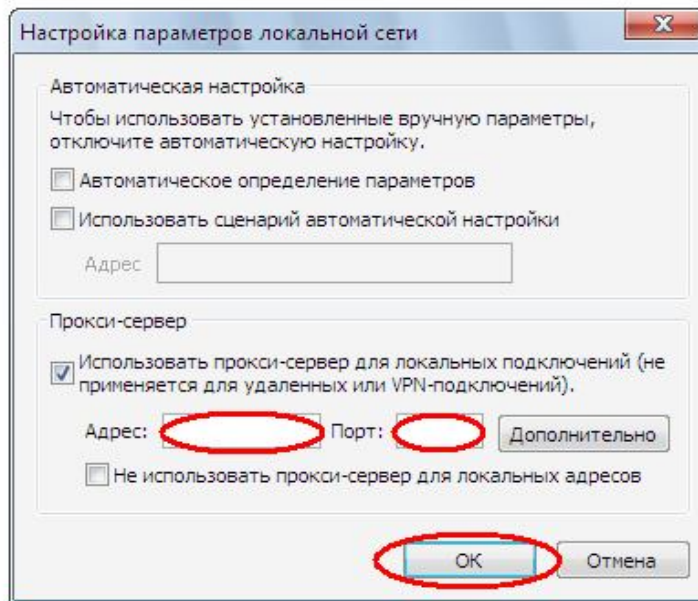 Настройка параметров локальной сети
X
Автоматическая настройка
Чтобы использовать установленные вручную параметры,
отключите автоматическую настройку.
Автоматическое определение параметров
Использовать сценарий автоматической настройки
Адрес
Прокси-сервер
Использовать прокси-сервер для локальных подключений (не
применяется для удаленных или VPN-подключений).
Адрес: Порт: Дополнительно
Не использовать прокси-сервер для локальных адресов
OK Отмена